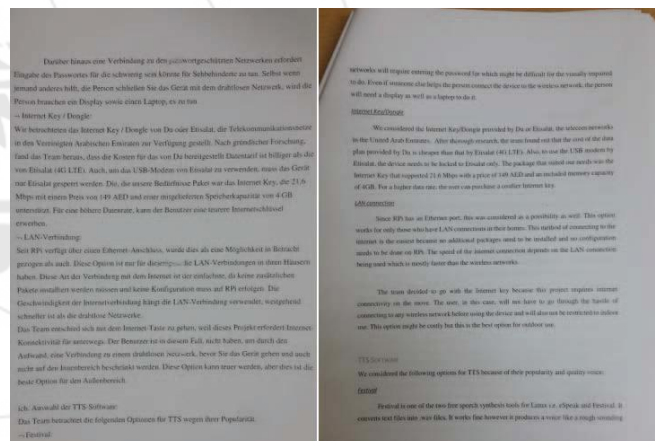 Darüber hinaus eine Verbindung zu den passwortgeschützten Netzwerken erfordert
Eingabe des Passwortes für die schwierig sein könnte für Sehbehinderte zu tun. Selbst wenn
jemand anderes hilft, die Person schließen Sie das Gerät mit dem drahtlosen Netzwerk, wird die
Person brauchen ein Display sowie einen Laptop, es zu tun
¬ Internet Key / Dongle:
Wir betrachteten das Internet Key / Dongle von Du oder Etisalat, die Telekommunikationsnetze
in den Vereinigten Arabischen Emiraten zur Verfügung gestellt. Nach gründlicher Forschung,
fand das Team heraus, dass die Kosten für das von Du bereitgestellt Datentarif ist billiger als die
von Etisalat (4G LTE). Auch, um das USB-Modem von Etisalat zu verwenden, muss das Gerät
nur Etisalat gesperrt werden. Die, die unsere Bedürfnisse Paket war das Internet Key, die 21,6
Mbps mit einem Preis von 149 AED und einer mitgelieferten Speicherkapazität von 4 GB
unterstützt. Für eine höhere Datenrate, kann der Benutzer eine teurere Internetschlüssel
erwerben.
¬ LAN-Verbindung:
Seit RPi verfügt über einen Ethernet-Anschluss, wurde dies als eine Möglichkeit in Betracht
gezogen als auch. Diese Option ist nur für diejenigen, die LAN-Verbindungen in ihren Häusern
haben. Diese Art der Verbindung mit dem Internet ist der einfachste, da keine zusätzlichen
Pakete installiert werden müssen und keine Konfiguration muss auf RPi erfolgen. Die
Geschwindigkeit der Internetverbindung hängt die LAN-Verbindung verwendet, weitgehend
schneller ist als die drahtlose Netzwerke.
Das Team entschied sich mit dem Internet Taste zu gehen, weil dieses Projekt erfordert Internet-
Konnektivität für unterwegs. Der Benutzer ist in diesem Fall, nicht haben, um durch den
Aufwand, eine Verbindung zu einem drahtlosen Netzwerk, bevor Sie das Gerät gehen und auch
nicht auf den Innenbereich beschränkt werden. Diese Option kann teuer werden, aber dies ist die
beste Option für den Außenbereich.
ich. Auswahl der TTS-Software
Das Team betrachtet die folgenden Optionen für TTS wegen ihrer Popularität.
¬ Festival:
networks will require entering the password for which might be difficult for the visually impaired
to do. Even if someone else helps the person connect the device to the wireless network, the person
will need a display as well as a laptop to do it.
Internet Key/Dongle
We considered the Internet Key/Dongle provided by Du or Etisalat, the telecom networks
in the United Arab Emirates. After thorough research, the team found out that the cost of the data
plan provided by Du is cheaper than that by Etisalat (4G LTE). Also, to use the USB modem by
Etisalat, the device needs to be locked to Etisalat only. The package that suited our needs was the
Internet Key that supported 21.6 Mbps with a price of 149 AED and an included memory capacity
of 4GB. For a higher data rate, the user can purchase a costlier Internet key.
LAN connection
Since RPi has an Ethernet port, this was considered as a possibility as well. This option
works for only those who have LAN connections in their homes. This method of connecting to the
internet is the easiest because no additional packages need to be installed and no configuration
needs to be done on RPi. The speed of the internet connection depends on the LAN connection
being used which is mostly faster than the wireless networks.
The team decided to go with the Internet key because this project requires internet
connectivity on the move. The user, in this case, will not have to go through the hassle of
connecting to any wireless network before using the device and will also not be restricted to indoor
use. This option might be costly but this is the best option for outdoor use.
TTS Software
We considered the following options for TTS because of their popularity and quality voice.
Festival
Festival is one of the two free speech synthesis tools for Linux i.e. eSpeak and Festival. It
converts text files into .wav files. It works fine however it produces a voice like a rough sounding